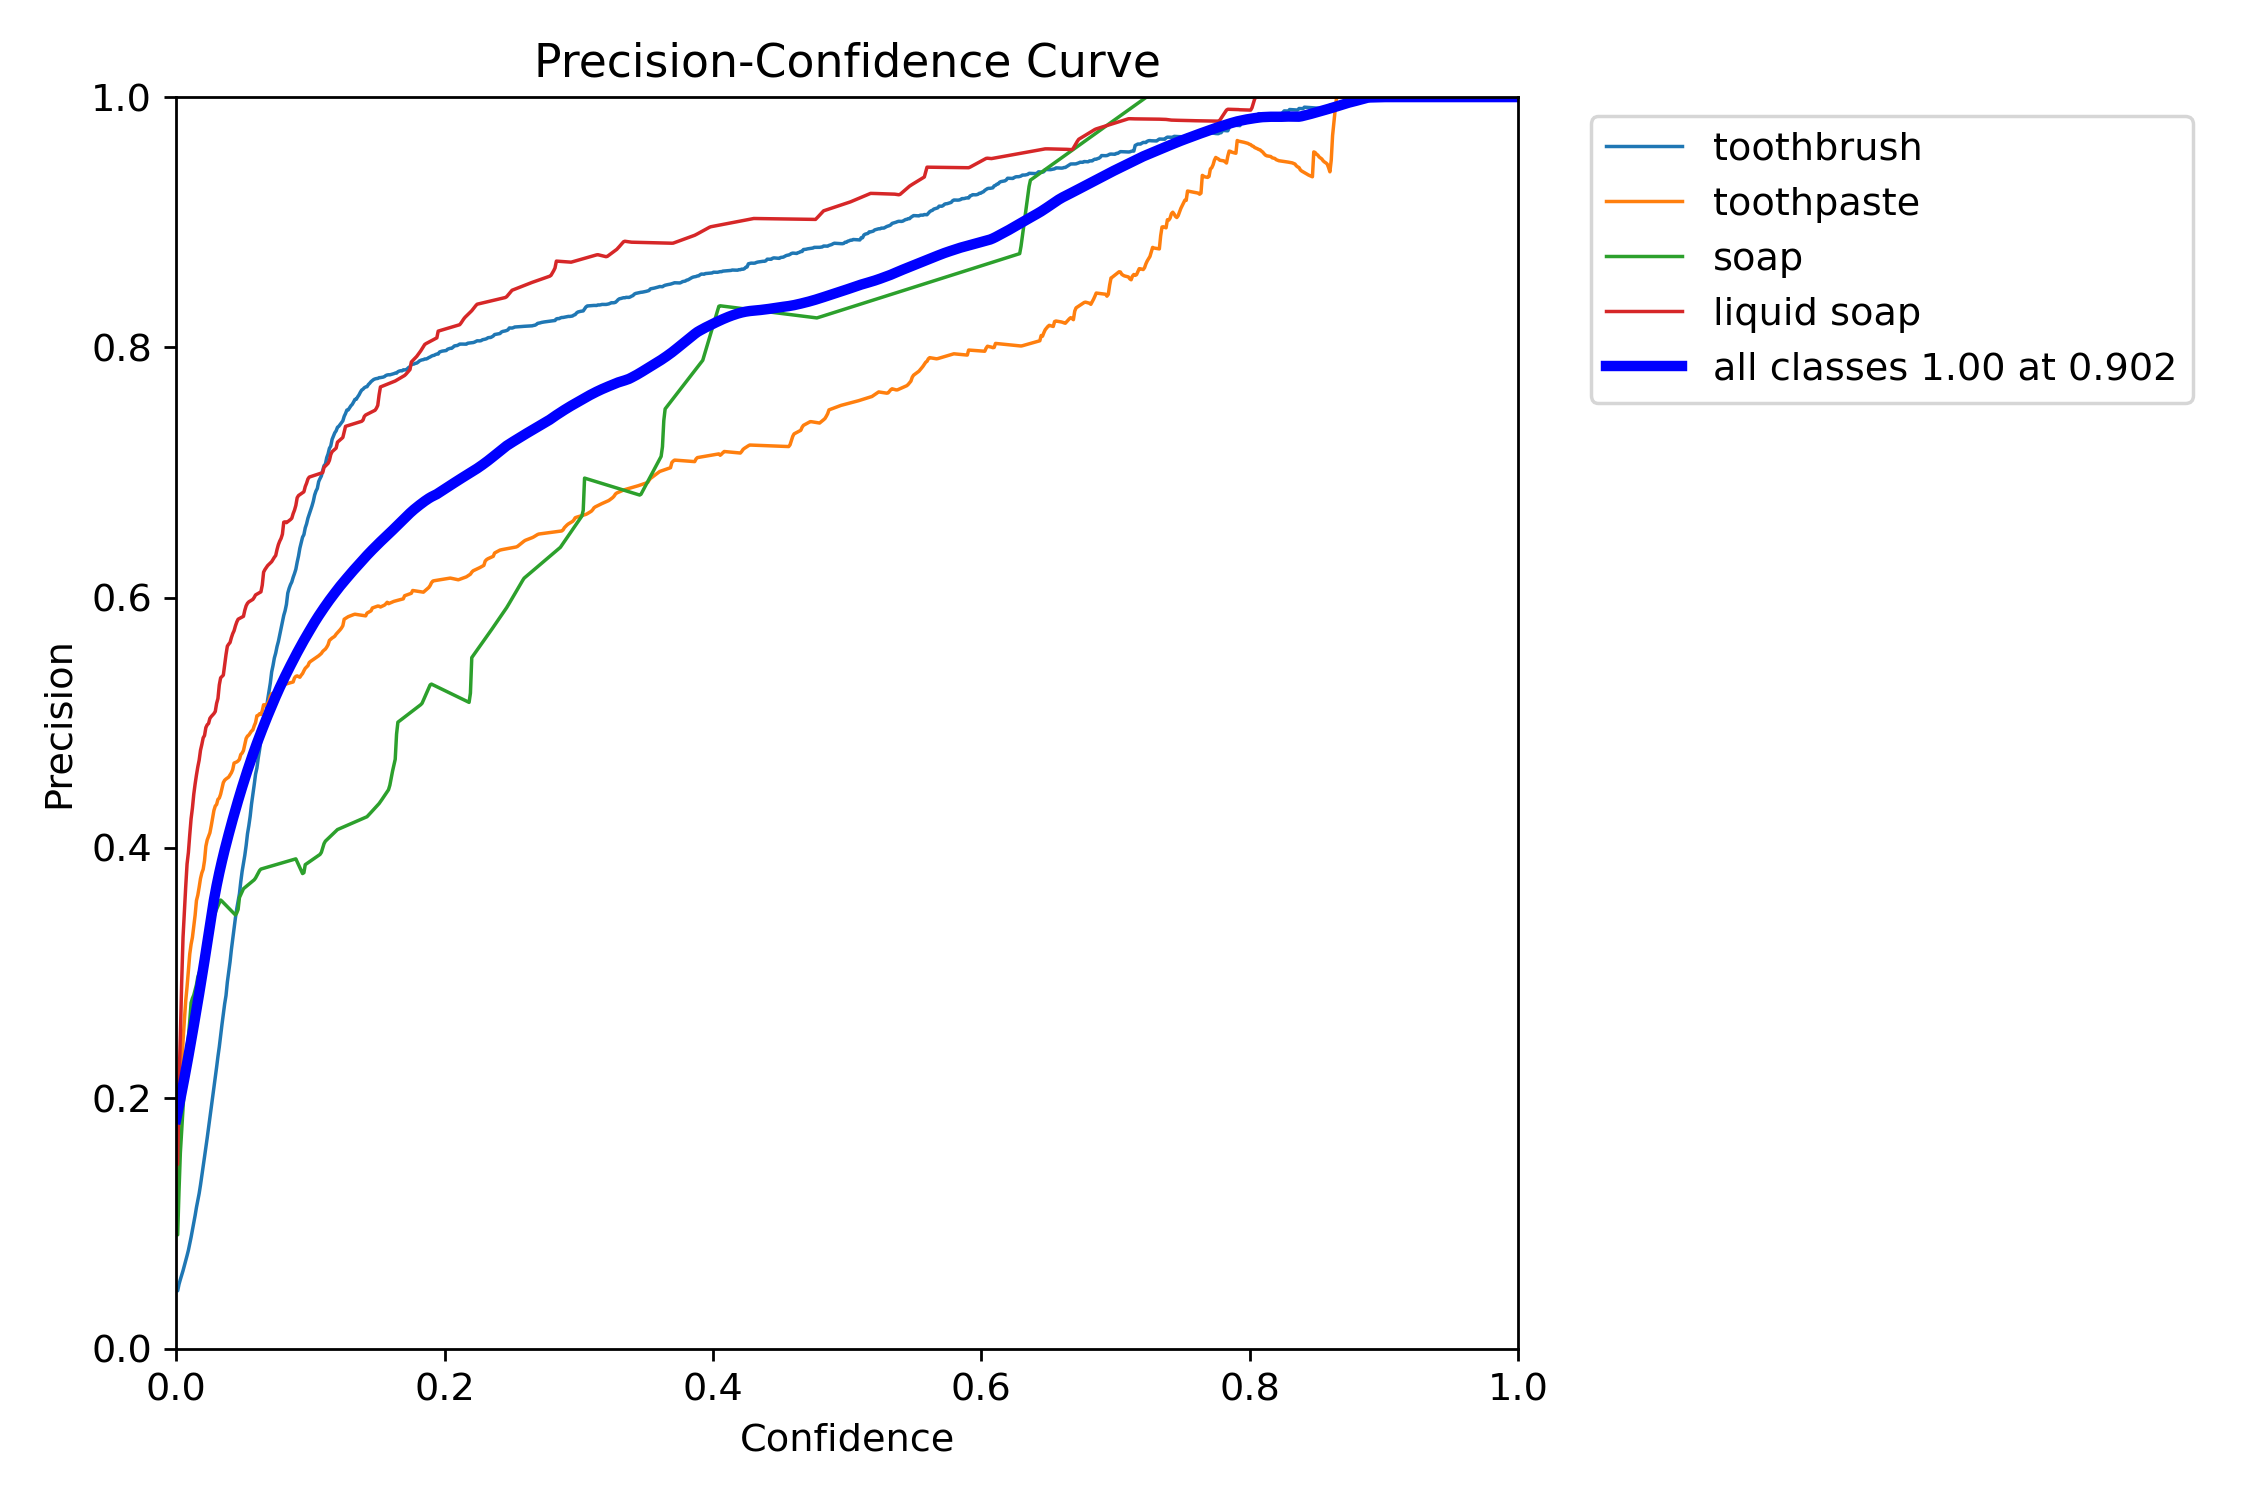 Precision-Confidence Curve
1.0
0.8
0.6
0.4
0.2
0.0
Precision
0.0 0.2 0.4 0.6 0.8 1.0
Confidence
toothbrush
toothpaste
soap
liquid soap
all classes 1.00 at 0.902